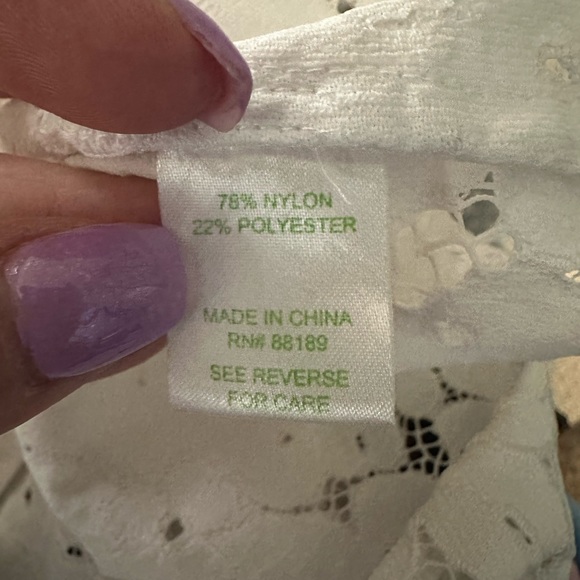 78% NYLON
22% POLYESTER
MADE IN CHINA
RN# 88189
SEE REVERSE
FOR CARE